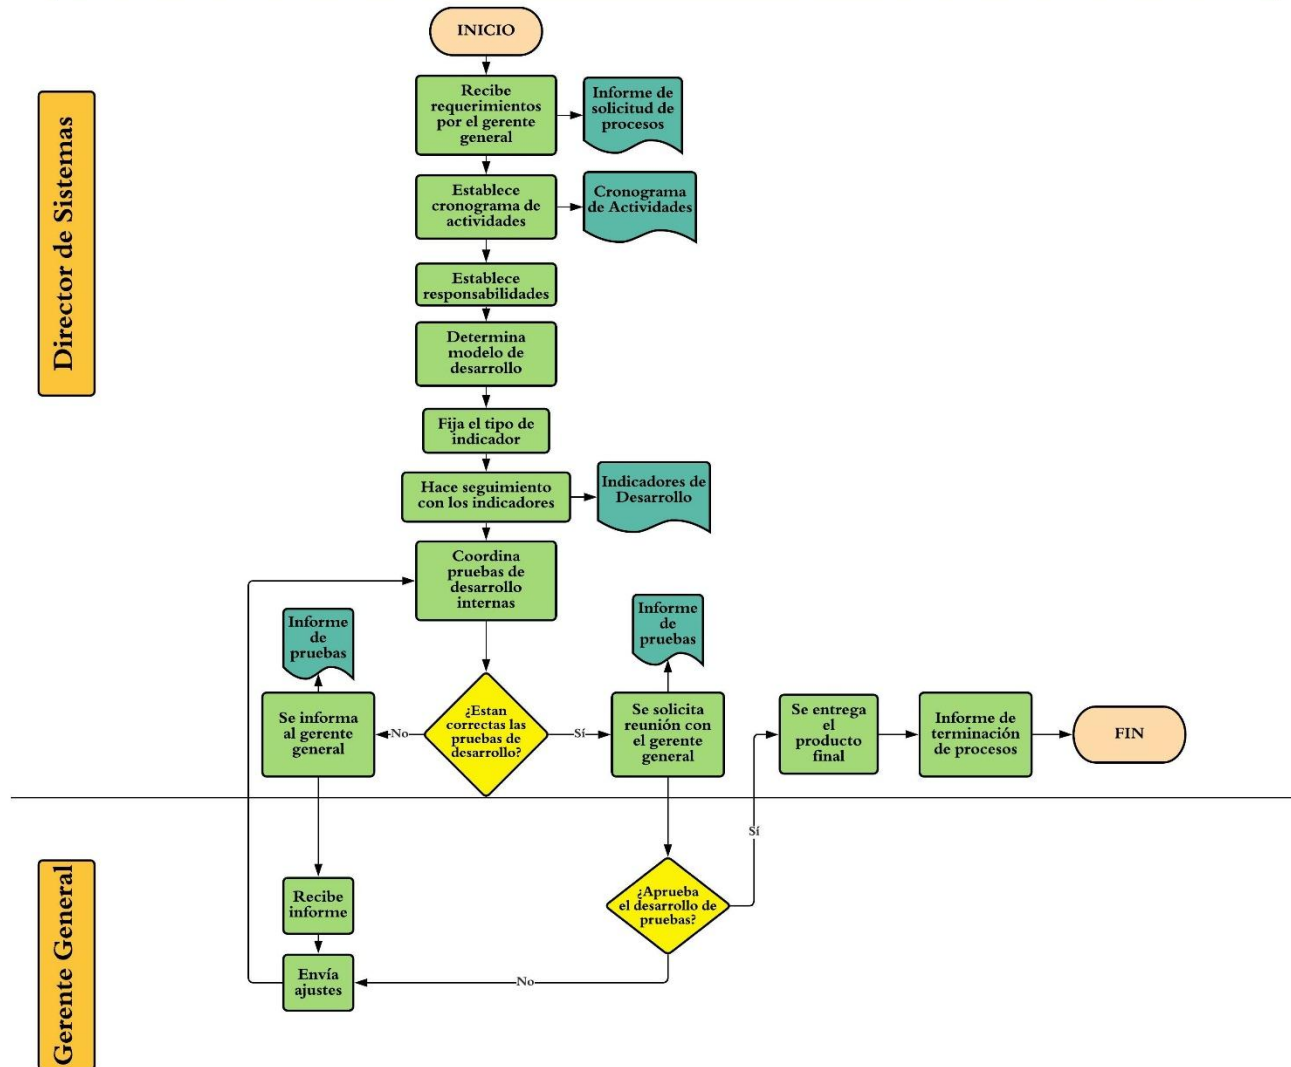 INICIO
Director de Sistemas
Recibe
requerimientos
por el gerente
general
Informe de
solicitud de
procesos
Establece
cronograma de
actividades
Cronograma
de Actividades
Establece
responsabilidades
Determina
modelo de
desarrollo
Fija el tipo de
indicador
Hace seguimiento
con los indicadores
Indicadores de
Desarrollo
Coordina
pruebas de
desarrollo
internas
Informe
de
pruebas
Informe
de
pruebas
Se informa
al gerente
general
No
¿Estan
correctas las
pruebas de
desarrollo?
Sí
Se solicita
reunión con
el gerente
general
Se entrega
el
producto
final
Informe de
terminación
de procesos
FIN
Sí
Gerente General
Recibe
informe
¿Aprueba
el desarrollo de
pruebas?
Envía
ajustes
No